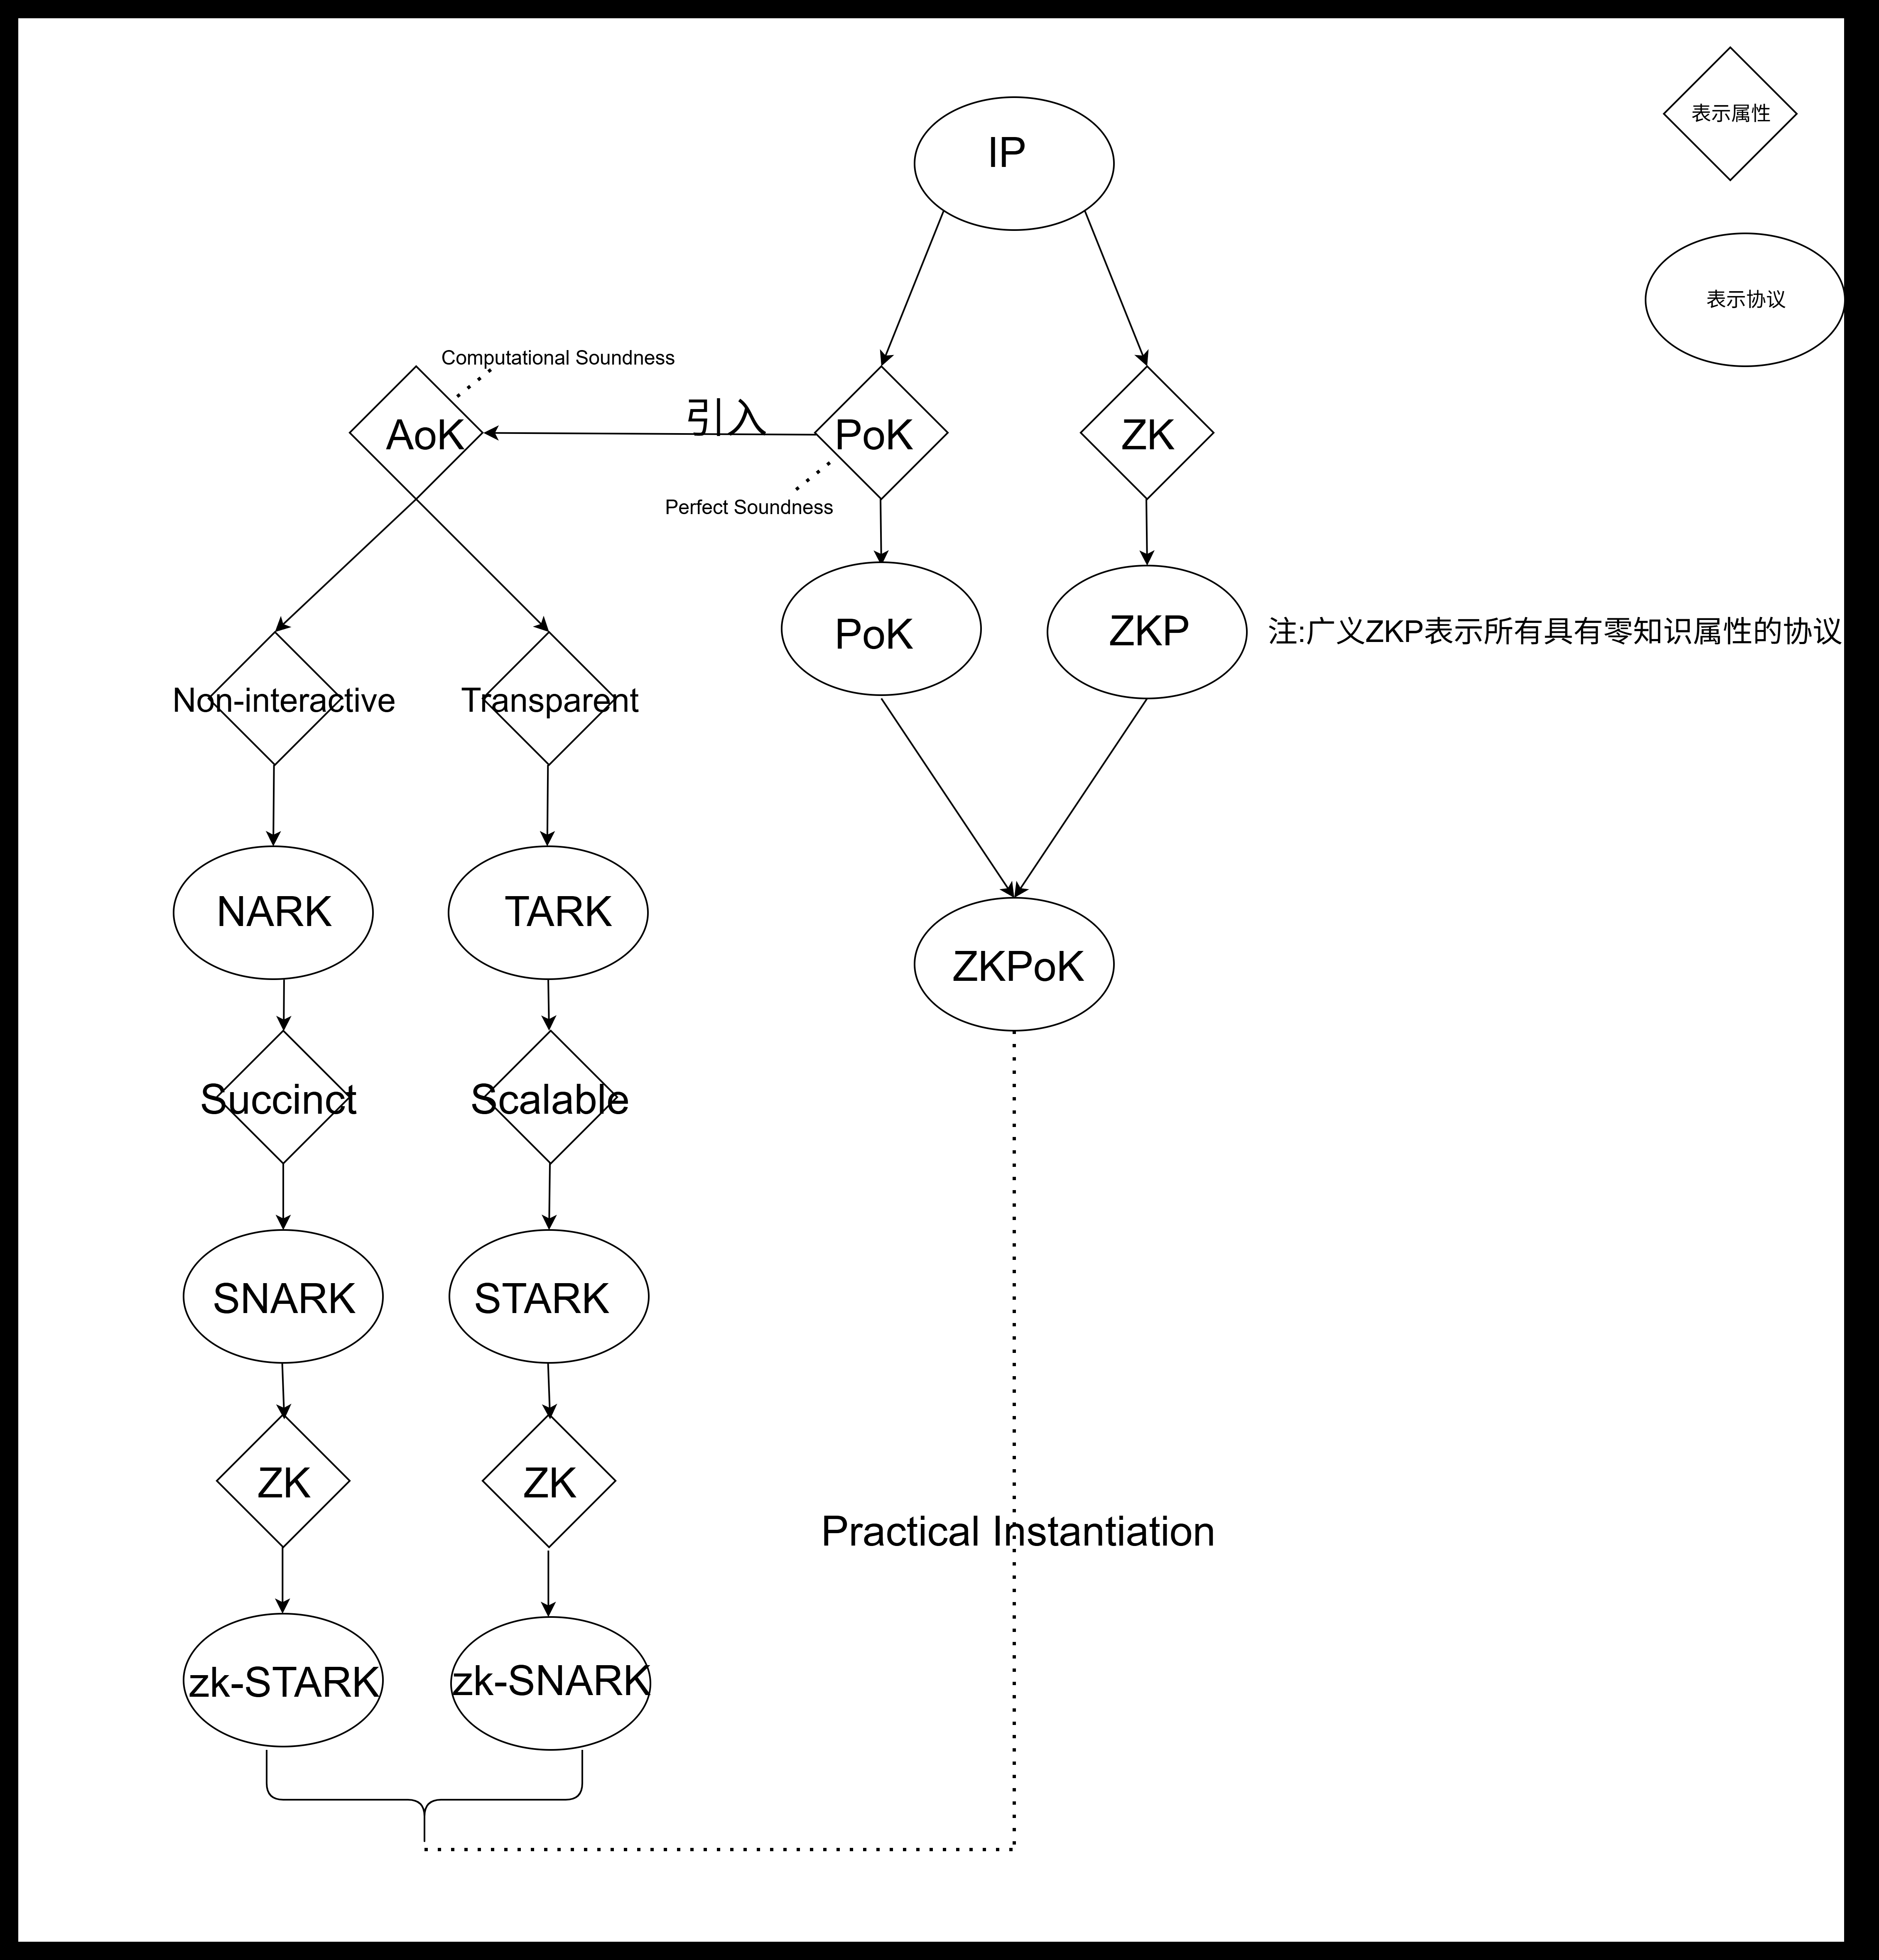 表示属性
IP
表示协议
Computational Soundness
引入
AoK
PoK
ZK
Perfect Soundness
PoK
ZKP
注:广义ZKP表示所有具有零知识属性的协议
Non-interactive
Transparent
NARK
TARK
ZKPoK
Succinct
Scalable
SNARK
STARK
ZK
ZK
Practical Instantiation
zk-STARK
zk-SNARK